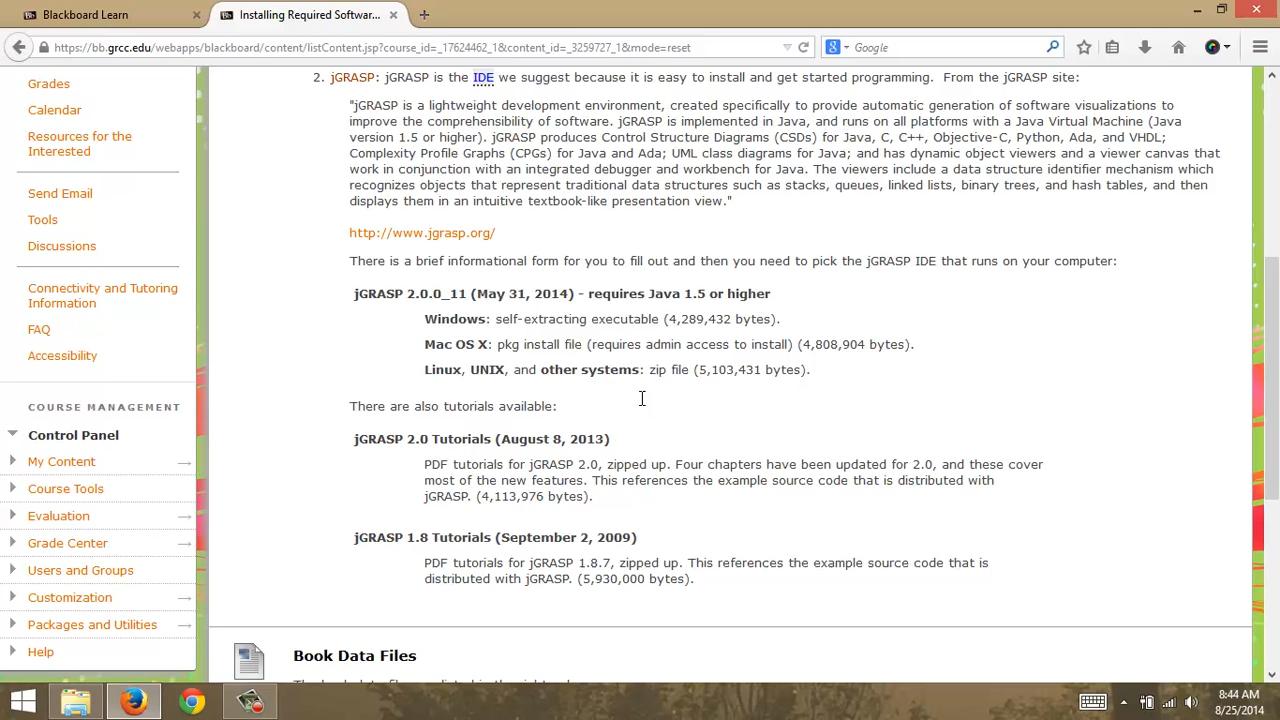 Blackboard Learn
Installing Required Softwar...
https://bb.grcc.edu/webapps/blackboard/content/listContent.jsp?course_id=_17624462_1&content_id=_3259727_1&mode=reset
Google
Grades
Calendar
Resources for the
Interested
Send Email
Tools
Discussions
Connectivity and Tutoring
Information
FAQ
Accessibility
COURSE MANAGEMENT
Control Panel
My Content
Course Tools
Evaluation
Grade Center
Users and Groups
Customization
Packages and Utilities
Help
2. jGRASP: jGRASP is the IDE we suggest because it is easy to install and get started programming. From the jGRASP site:
"jGRASP is a lightweight development environment, created specifically to provide automatic generation of software visualizations to
improve the comprehensibility of software. jGRASP is implemented in Java, and runs on all platforms with a Java Virtual Machine (Java
version 1.5 or higher). jGRASP produces Control Structure Diagrams (CSDs) for Java, C, C++, Objective-C, Python, Ada, and VHDL;
Complexity Profile Graphs (CPGs) for Java and Ada; UML class diagrams for Java; and has dynamic object viewers and a viewer canvas that
work in conjunction with an integrated debugger and workbench for Java. The viewers include a data structure identifier mechanism which
recognizes objects that represent traditional data structures such as stacks, queues, linked lists, binary trees, and hash tables, and then
displays them in an intuitive textbook-like presentation view."
http://www.jgrasp.org/
There is a brief informational form for you to fill out and then you need to pick the jGRASP IDE that runs on your computer:
jGRASP 2.0.0_11 (May 31, 2014) - requires Java 1.5 or higher
Windows: self-extracting executable (4,289,432 bytes).
Mac OS X: pkg install file (requires admin access to install) (4,808,904 bytes).
Linux, UNIX, and other systems: zip file (5,103,431 bytes).
There are also tutorials available:
jGRASP 2.0 Tutorials (August 8, 2013)
PDF tutorials for jGRASP 2.0, zipped up. Four chapters have been updated for 2.0, and these cover
most of the new features. This references the example source code that is distributed with
jGRASP. (4,113,976 bytes).
jGRASP 1.8 Tutorials (September 2, 2009)
PDF tutorials for jGRASP 1.8.7, zipped up. This references the example source code that is
distributed with jGRASP. (5,930,000 bytes).
Book Data Files
8:44 AM
8/25/2014